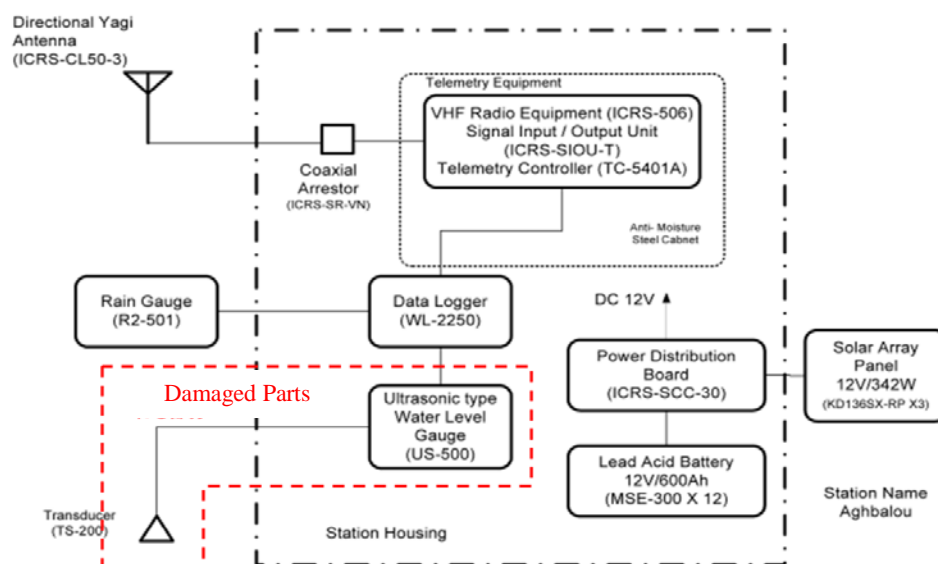 Directional Yagi
Antenna
(ICRS-CL50-3)
Telemetry Equipment
VHF Radio Equipment (ICRS-506)
Signal Input / Output Unit
(ICRS-SIOU-T)
Telemetry Controller (TC-5401A)
Coaxial
Arrestor
(ICRS-SR-VN)
Anti- Moisture
Steel Cabnet
Rain Gauge
(R2-501)
Data Logger
(WL-2250)
DC 12V
Power Distribution
Board
(ICRS-SCC-30)
Solar Array
Panel
12V/342W
(KD136SX-RP X3)
Damaged Parts
Ultrasonic type
Water Level
Gauge
(US-500)
Lead Acid Battery
12V/600Ah
(MSE-300 X 12)
Transducer
(TS-200)
Station Housing
Station Name
Aghbalou